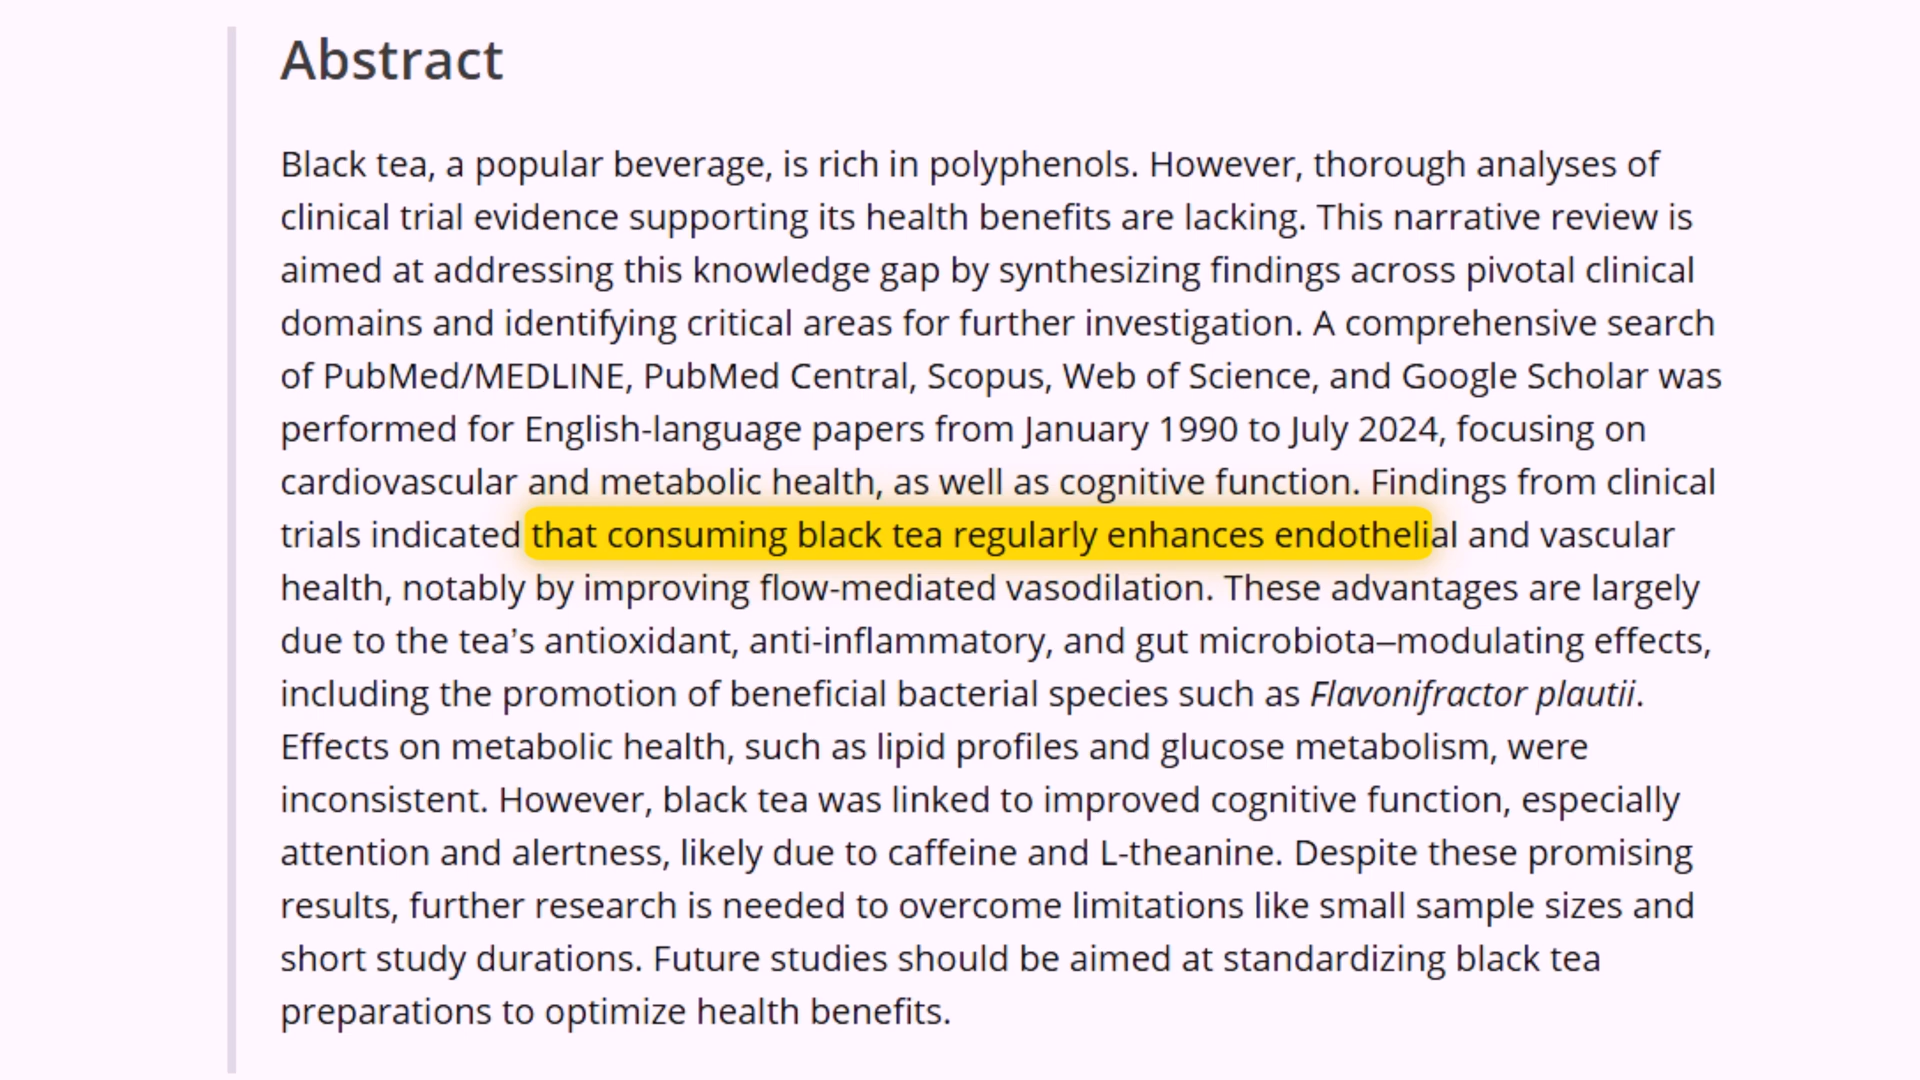 Abstract
Black tea, a popular beverage, is rich in polyphenols. However, thorough analyses of
clinical trial evidence supporting its health benefits are lacking. This narrative review is
aimed at addressing this knowledge gap by synthesizing findings across pivotal clinical
domains and identifying critical areas for further investigation. A comprehensive search
of PubMed/MEDLINE, PubMed Central, Scopus, Web of Science, and Google Scholar was
performed for English-language papers from January 1990 to July 2024, focusing on
cardiovascular and metabolic health, as well as cognitive function. Findings from clinical
trials indicated that consuming black tea regularly enhances endothelial and vascular
health, notably by improving flow-mediated vasodilation. These advantages are largely
due to the tea’s antioxidant, anti-inflammatory, and gut microbiota–modulating effects,
including the promotion of beneficial bacterial species such as Flavonifractor plautii.
Effects on metabolic health, such as lipid profiles and glucose metabolism, were
inconsistent. However, black tea was linked to improved cognitive function, especially
attention and alertness, likely due to caffeine and L-theanine. Despite these promising
results, further research is needed to overcome limitations like small sample sizes and
short study durations. Future studies should be aimed at standardizing black tea
preparations to optimize health benefits.